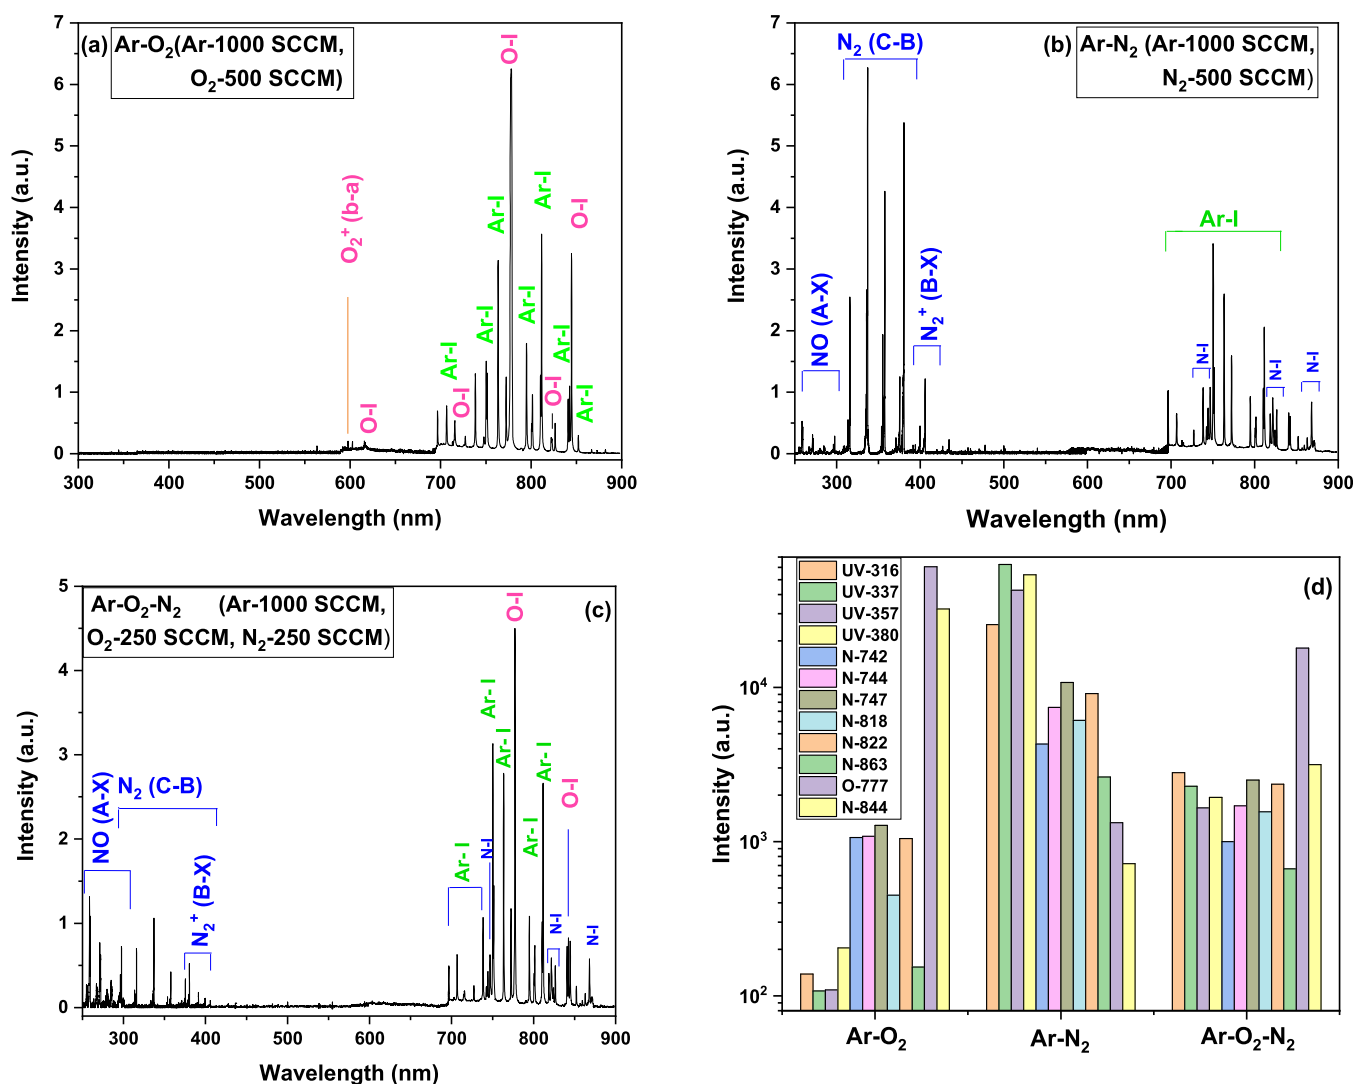 (a)
Ar-O₂(Ar-1000 SCCM,
O₂-500 SCCM)
O-I
Ar-I
Ar-I
O-I
O₂⁺ (b-a)
Ar-I
Ar-I
Ar-I
Ar-I
Ar-I
O-I
O-I
O-I
Ar-I
7
6
5
4
3
2
1
0
300
400
500
600
700
800
900
Intensity (a.u.)
Wavelength (nm)
(b)
Ar-N₂ (Ar-1000 SCCM,
N₂-500 SCCM)
N₂ (C-B)
Ar-I
NO (A-X)
N₂⁺ (B-X)
N-I
N-I
N-I
7
6
5
4
3
2
1
0
300
400
500
600
700
800
900
Intensity (a.u.)
Wavelength (nm)
(c)
Ar-O₂-N₂ (Ar-1000 SCCM,
O₂-250 SCCM, N₂-250 SCCM)
O-I
Ar- I
Ar- I
Ar- I
O-I
NO (A-X)
N₂ (C-B)
N₂⁺ (B-X)
Ar- I
N-I
Ar- I
N-I
N-I
5
4
3
2
1
0
300
400
500
600
700
800
900
Intensity (a.u.)
Wavelength (nm)
(d)
UV-316
UV-337
UV-357
UV-380
N-742
N-744
N-747
N-818
N-822
N-863
O-777
N-844
10⁴
10³
10²
Intensity (a.u.)
Ar-O₂
Ar-N₂
Ar-O₂-N₂